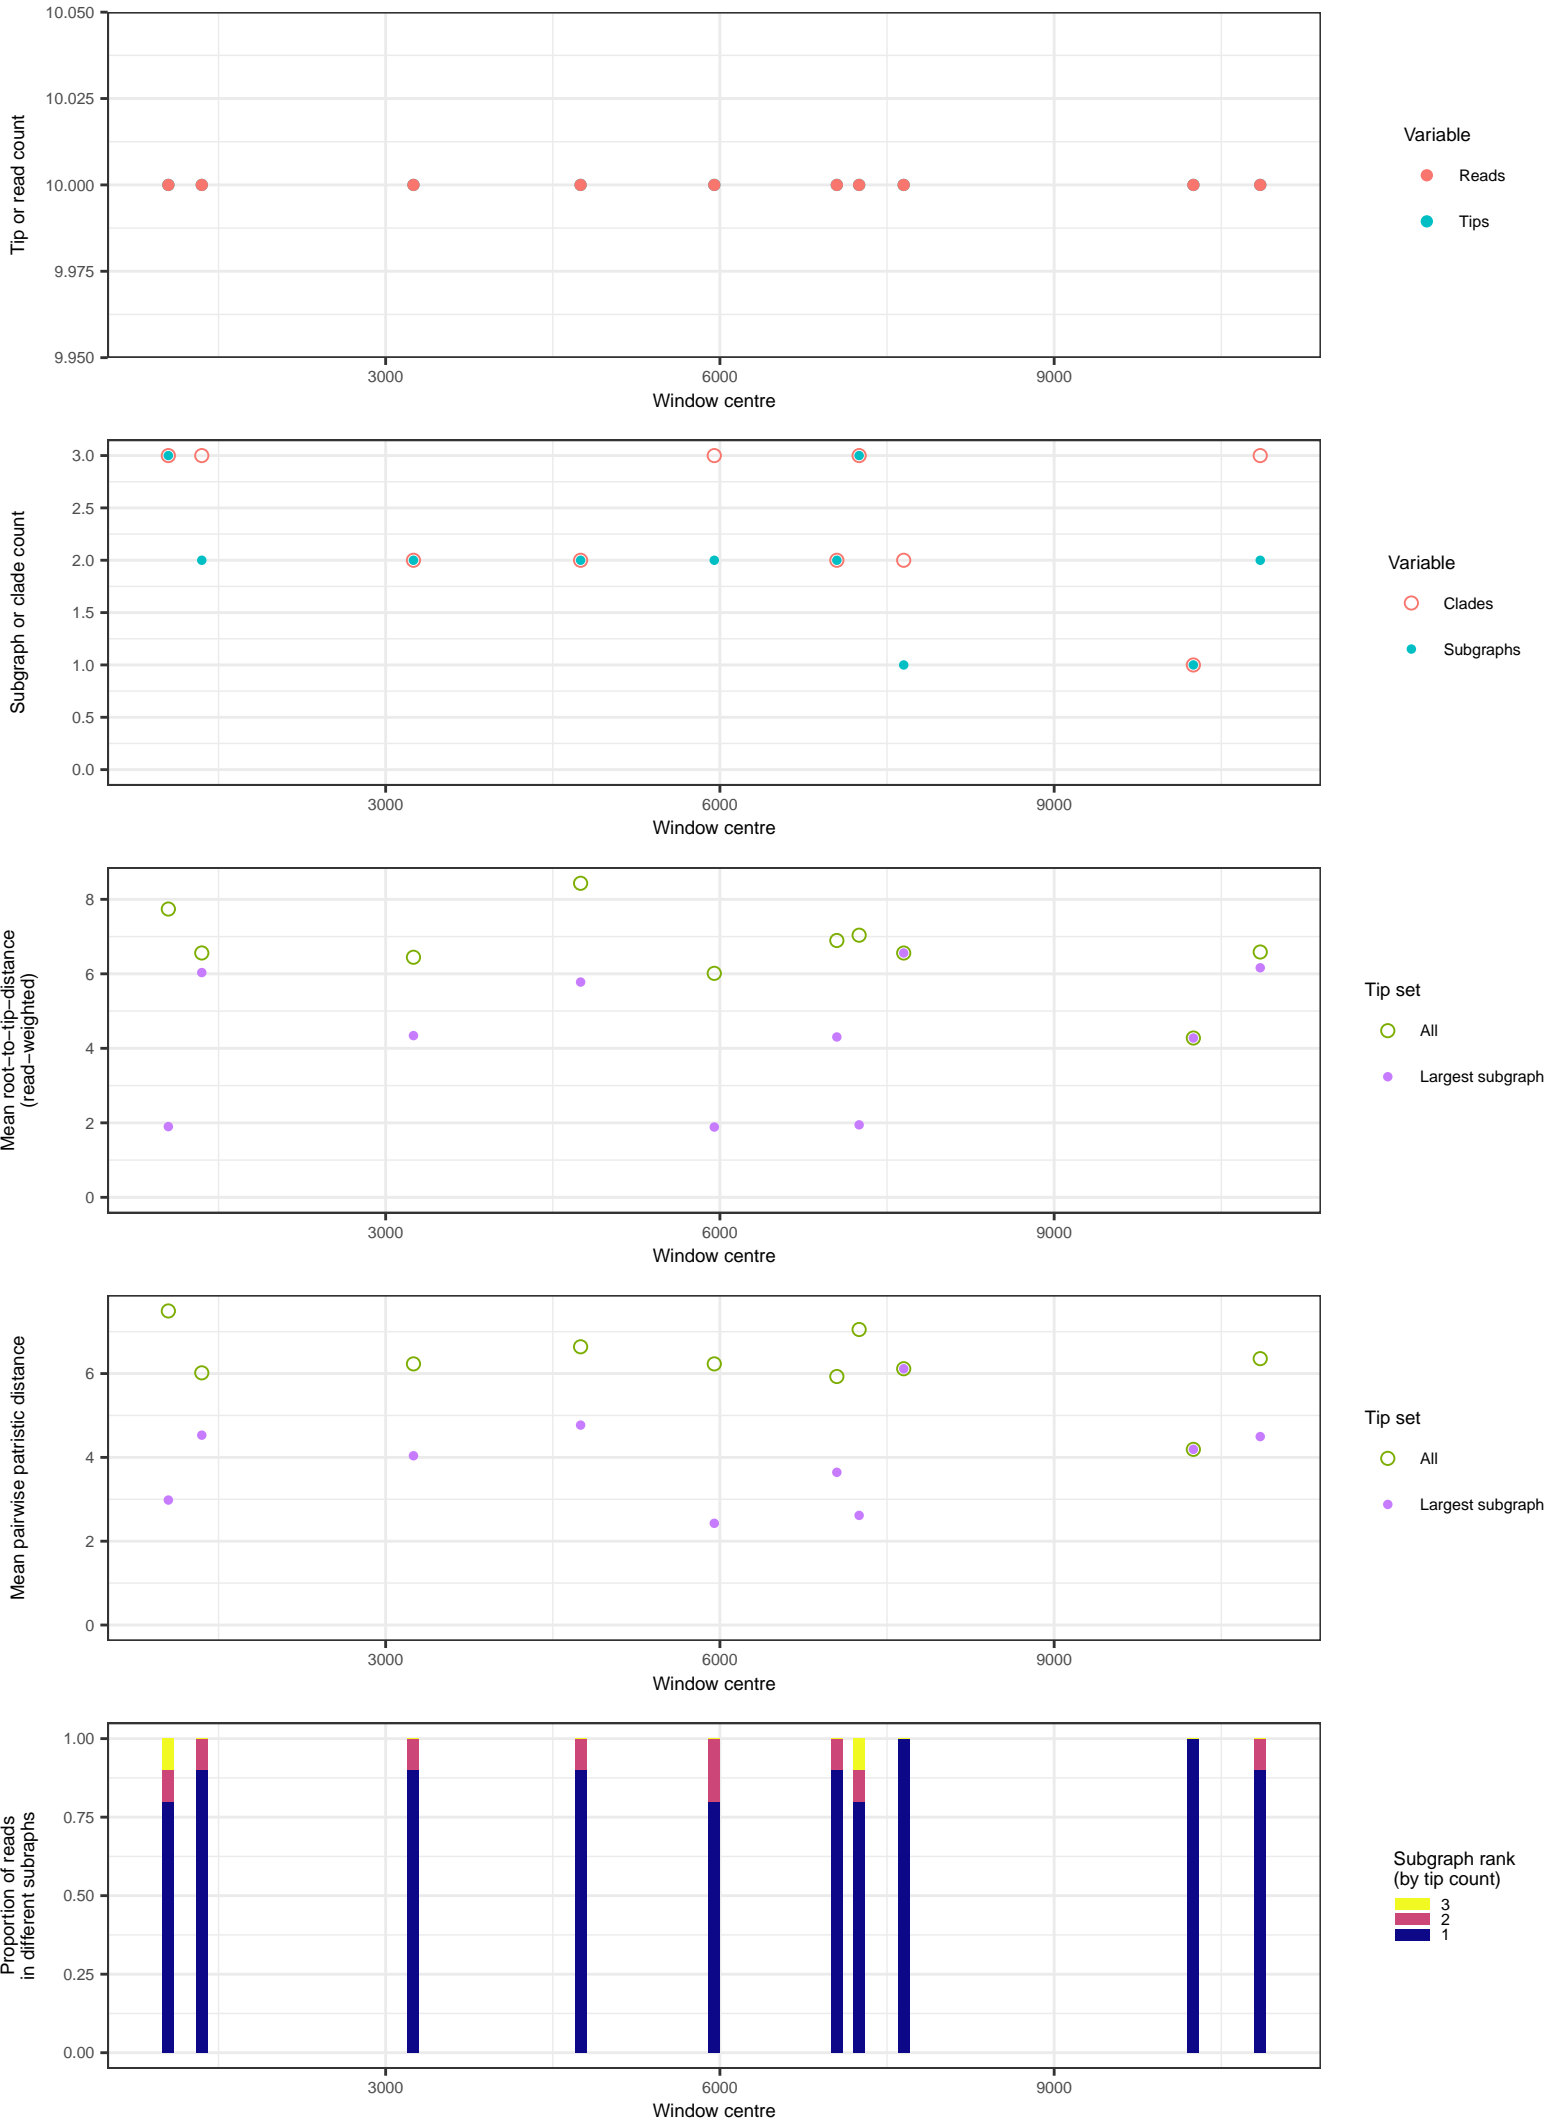 10.050
10.025
10.000
9.975
9.950
Tip or read count
3000
6000
9000
Window centre
Variable
Reads
Tips
3.0
2.5
2.0
1.5
1.0
0.5
0.0
Subgraph or clade count
3000
6000
9000
Window centre
Variable
Clades
Subgraphs
8
6
4
2
0
Mean root−to−tip−distance
(read−weighted)
3000
6000
9000
Window centre
Tip set
All
Largest subgraph
6
4
2
0
Mean pairwise patristic distance
3000
6000
9000
Window centre
Tip set
All
Largest subgraph
1.00
0.75
0.50
0.25
0.00
Proportion of reads
in different subraphs
3000
6000
9000
Window centre
Subgraph rank
(by tip count)
3
2
1